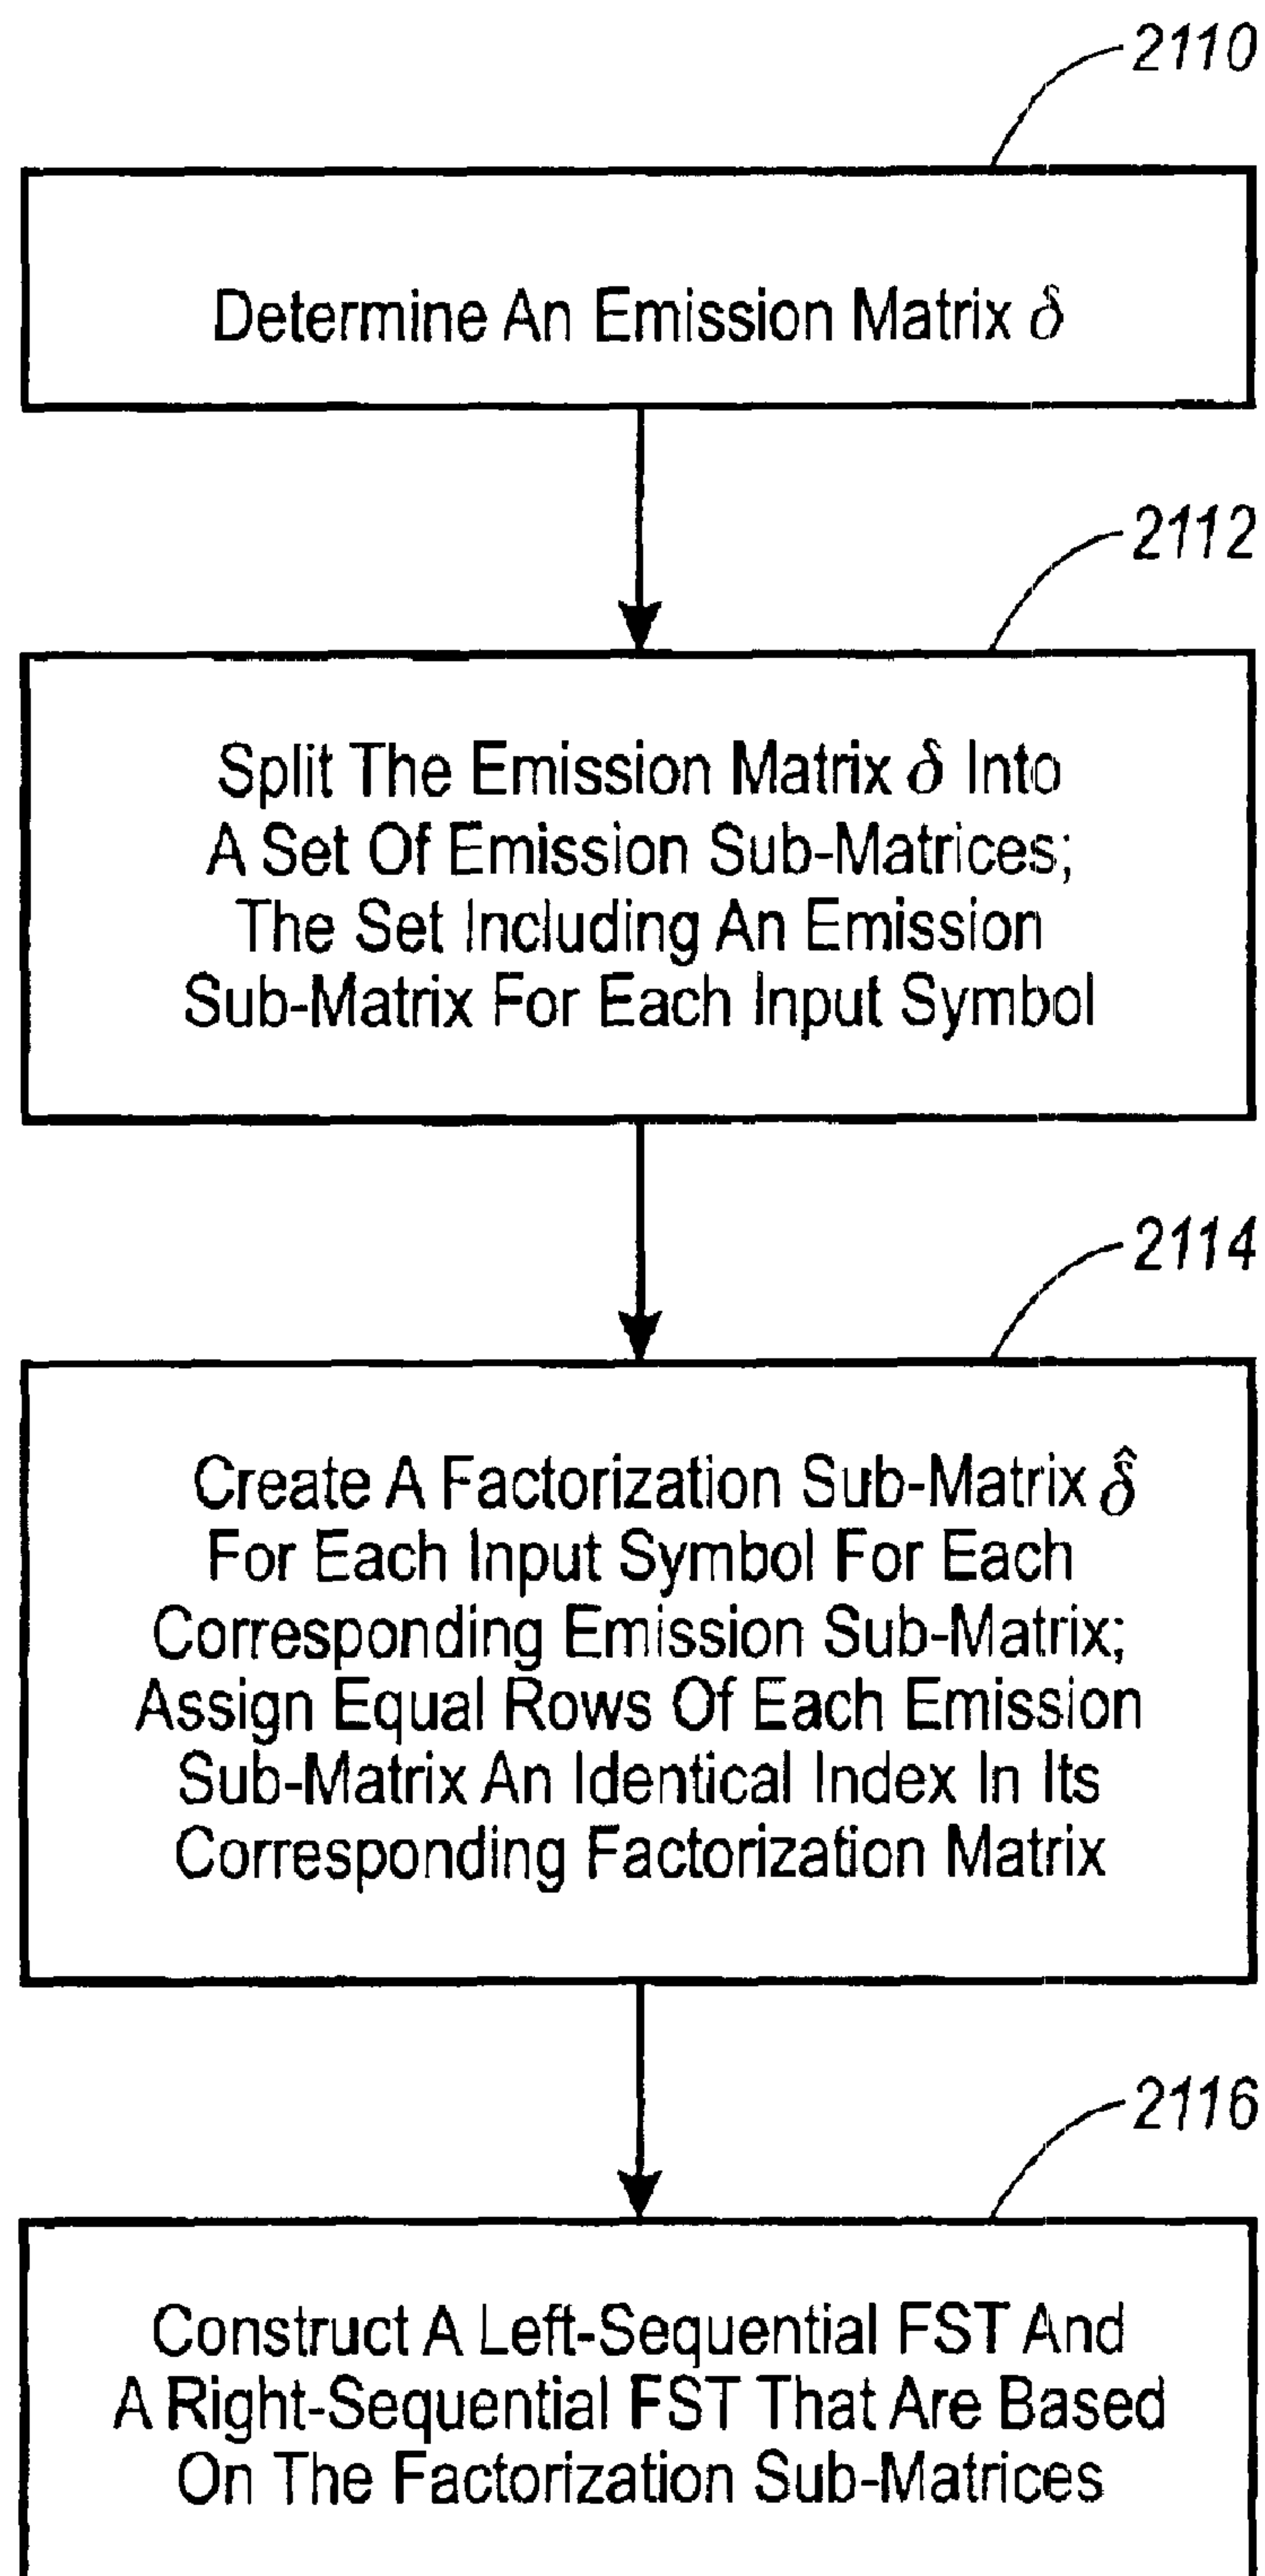 2110
Determine An Emission Matrix δ
2112
Split The Emission Matrix δ Into
A Set Of Emission Sub-Matrices;
The Set Including An Emission
Sub-Matrix For Each Input Symbol
2114
Create A Factorization Sub-Matrix δ̂
For Each Input Symbol For Each
Corresponding Emission Sub-Matrix;
Assign Equal Rows Of Each Emission
Sub-Matrix An Identical Index In Its
Corresponding Factorization Matrix
2116
Construct A Left-Sequential FST And
A Right-Sequential FST That Are Based
On The Factorization Sub-Matrices